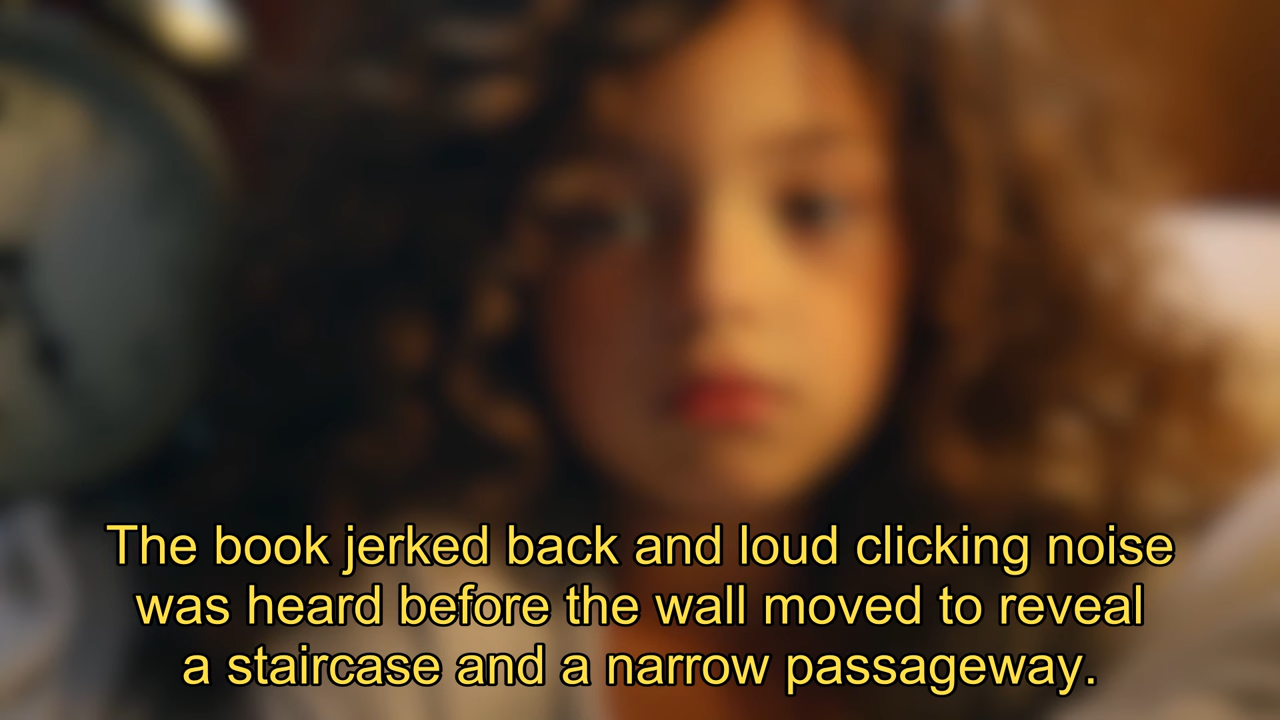 The book jerked back and loud clicking noise
was heard before the wall moved to reveal
a staircase and a narrow passageway.